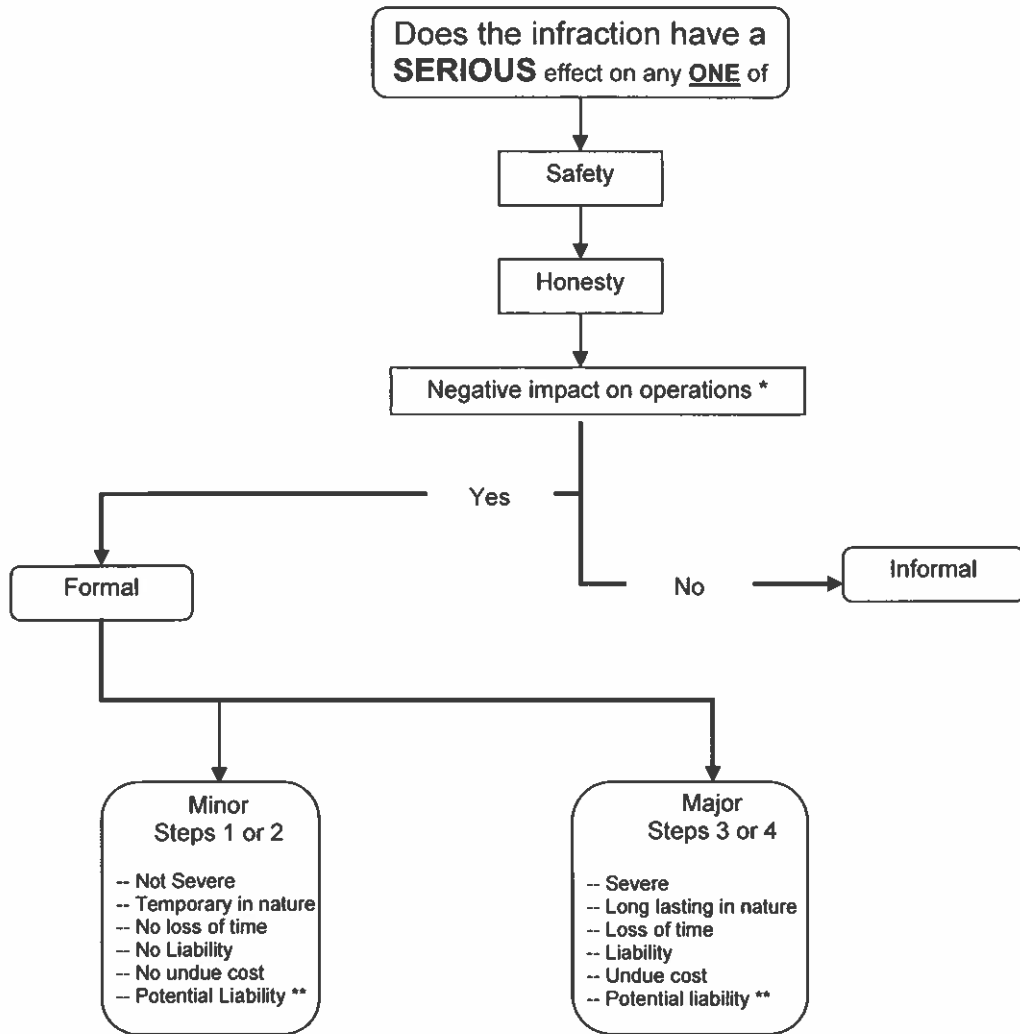 Does the infraction have a
SERIOUS effect on any ONE of
Safety
Honesty
Negative impact on operations *
Yes
No
Informal
Formal
Minor
Steps 1 or 2
-- Not Severe
-- Temporary in nature
-- No loss of time
-- No Liability
-- No undue cost
-- Potential Liability **
Major
Steps 3 or 4
-- Severe
-- Long lasting in nature
-- Loss of time
-- Liability
-- Undue cost
-- Potential liability **